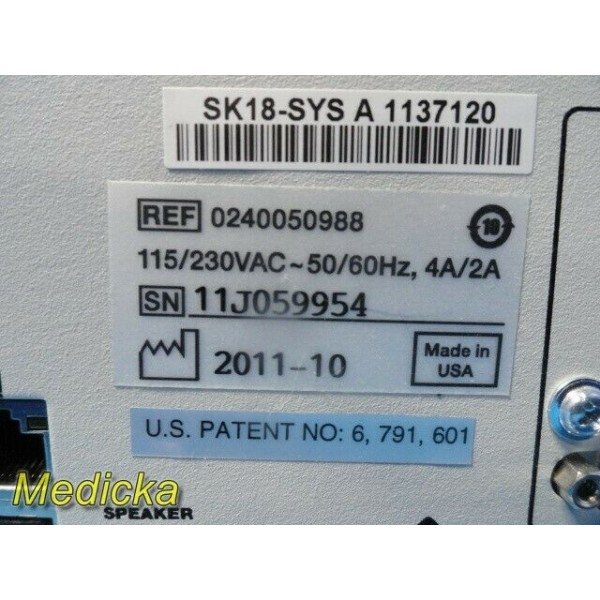 SK18-SYS A 1137120
REF 0240050988
115/230VAC~50/60Hz, 4A/2A
SN 11J059954
2011-10
Made in
USA
U.S. PATENT NO: 6, 791, 601
Medicka
SPEAKER